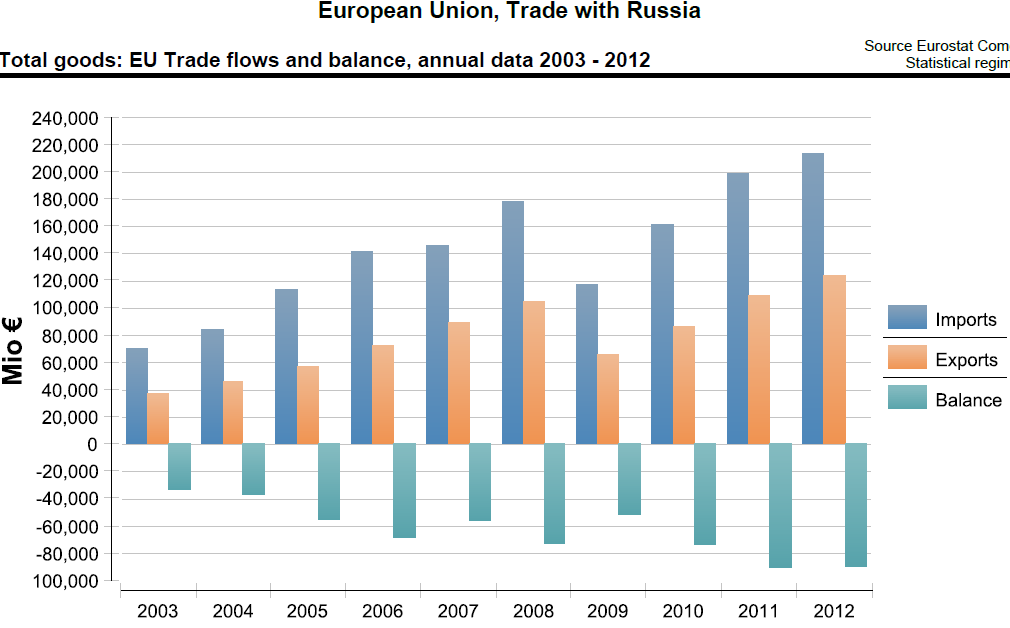 European Union, Trade with Russia
Source Eurostat Com
Total goods: EU Trade flows and balance, annual data 2003 - 2012
Statistical regim
240,000
220,000
200,000
180,000
160,000
140,000
120,000
100,000
80,000
60,000
40,000
20,000
0
-20,000
-40,000
-60,000
-80,000
100,000
Mio €
Imports
Exports
Balance
2003 2004 2005 2006 2007 2008 2009 2010 2011 2012